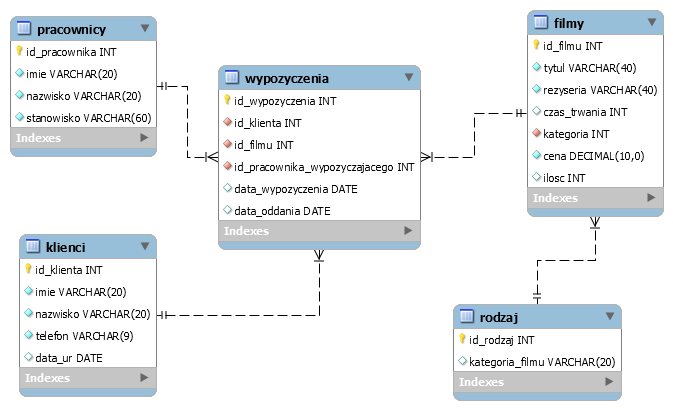 pracownicy
id_pracownika INT
imie VARCHAR(20)
nazwisko VARCHAR(20)
stanowisko VARCHAR(60)
Indexes
wypozyczenia
id_wypozyczenia INT
id_klienta INT
id_filmu INT
id_pracownika_wypozyczajacego INT
data_wypozyczenia DATE
data_oddania DATE
Indexes
filmy
id_filmu INT
tytul VARCHAR(40)
rezyseria VARCHAR(40)
czas_trwania INT
kategoria INT
cena DECIMAL(10,0)
ilosc INT
Indexes
klienci
id_klienta INT
imie VARCHAR(20)
nazwisko VARCHAR(20)
telefon VARCHAR(9)
data_ur DATE
Indexes
rodzaj
id_rodzaj INT
kategoria_filmu VARCHAR(20)
Indexes